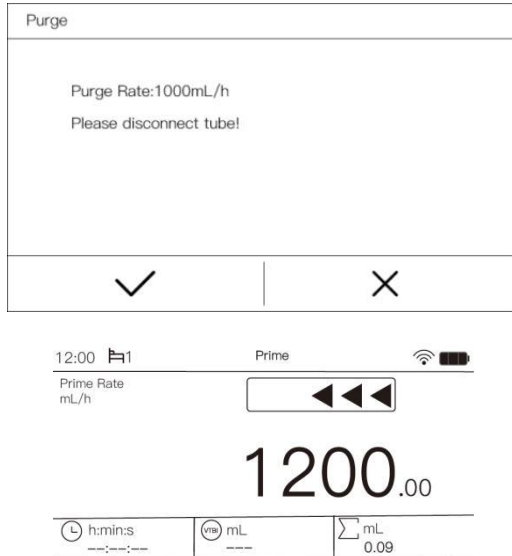 Purge
Purge Rate:1000mL/h
Please disconnect tube!
12:00 1 Prime
Prime Rate
mL/h
1200.00
h:min:s VTBI mL mL
--:--:-- --- 0.09